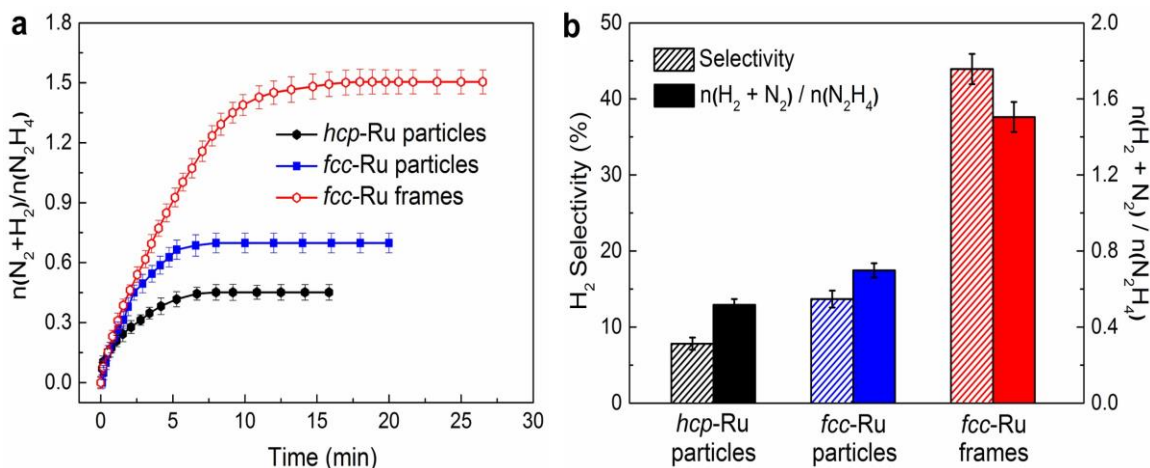 a
n(N₂+H₂)/n(N₂H₄)
1.8
1.5
1.2
0.9
0.6
0.3
0.0
hcp-Ru particles
fcc-Ru particles
fcc-Ru frames
0 5 10 15 20 25 30
Time (min)
b
H₂ Selectivity (%)
50
40
30
20
10
0
Selectivity
n(H₂ + N₂) / n(N₂H₄)
hcp-Ru
particles
fcc-Ru
particles
fcc-Ru
frames
2.0
1.6
1.2
0.8
0.4
0.0
n(H₂ + N₂) / n(N₂H₄)